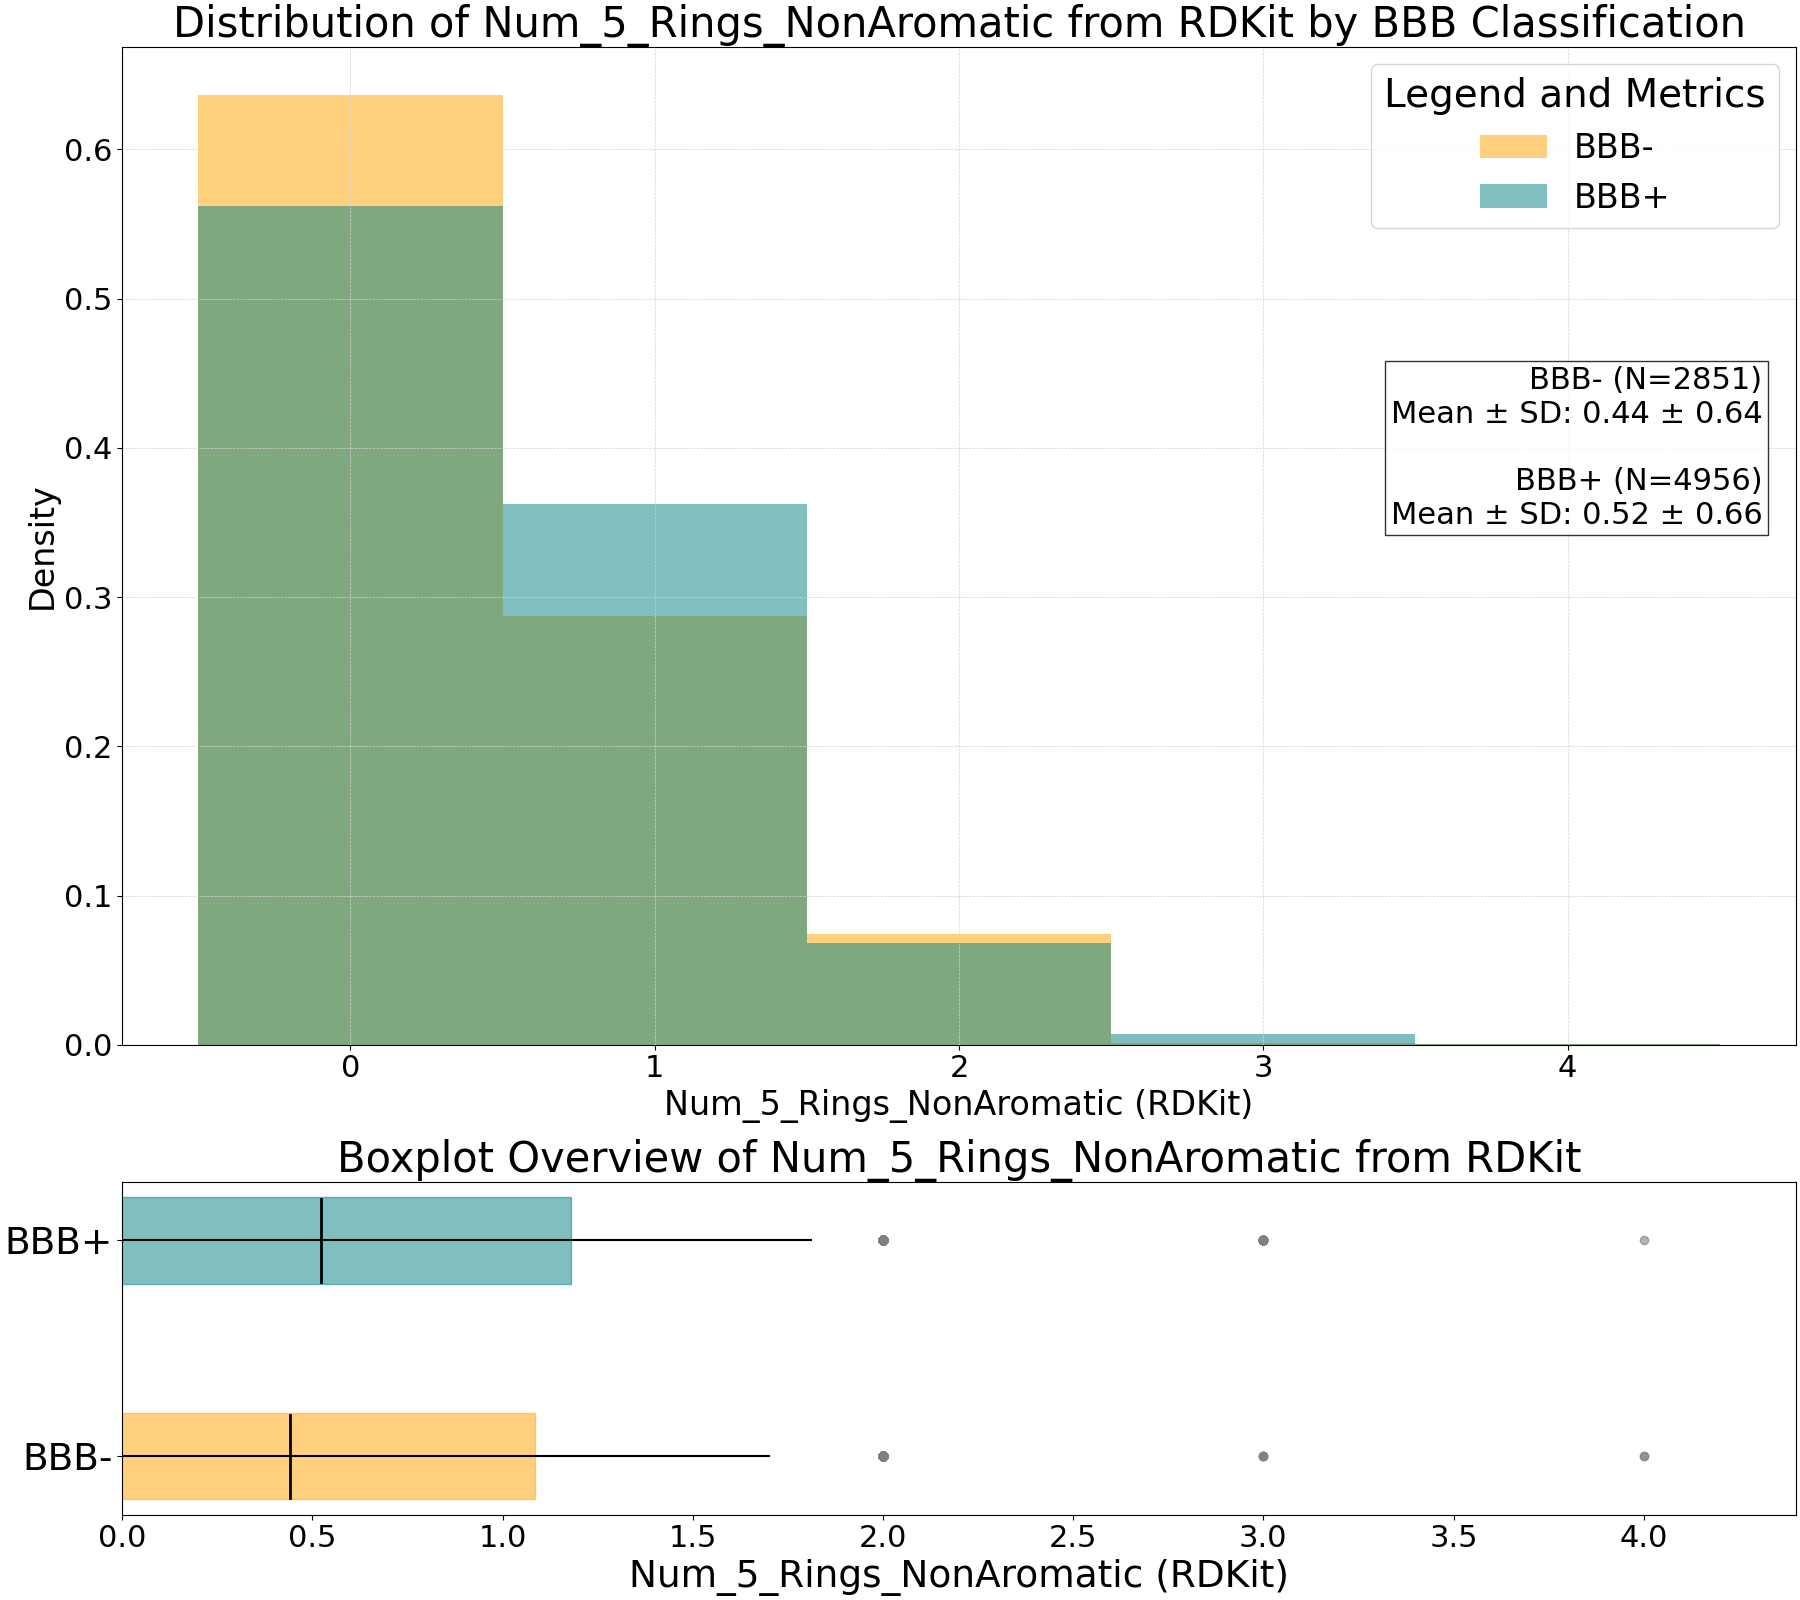 Distribution of Num_5_Rings_NonAromatic from RDKit by BBB Classification
Legend and Metrics
BBB-
BBB+
BBB- (N=2851)
Mean ± SD: 0.44 ± 0.64
BBB+ (N=4956)
Mean ± SD: 0.52 ± 0.66
Density
0.6
0.5
0.4
0.3
0.2
0.1
0.0
0 1 2 3 4
Num_5_Rings_NonAromatic (RDKit)
Boxplot Overview of Num_5_Rings_NonAromatic from RDKit
BBB+
BBB-
0.0 0.5 1.0 1.5 2.0 2.5 3.0 3.5 4.0
Num_5_Rings_NonAromatic (RDKit)